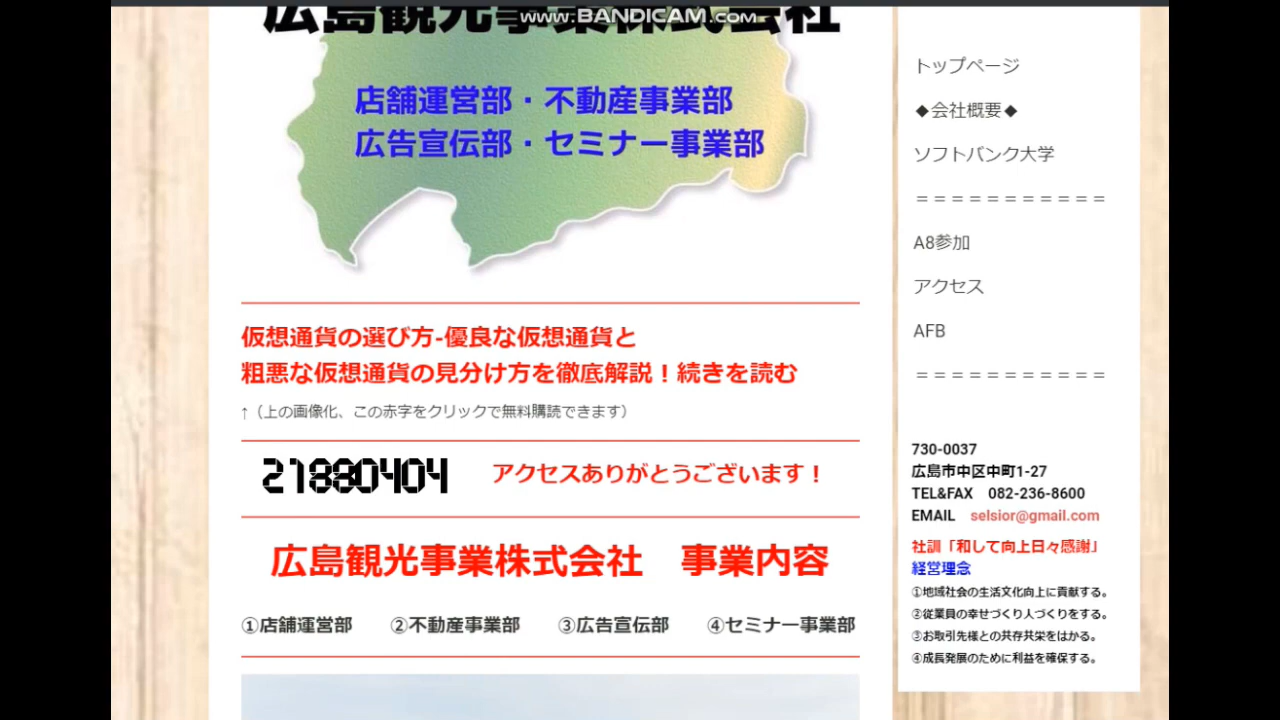 広島観光事業株式会社
www.BANDICAM.com
店舗運営部・不動産事業部
広告宣伝部・セミナー事業部
仮想通貨の選び方-優良な仮想通貨と
粗悪な仮想通貨の見分け方を徹底解説！続きを読む
↑（上の画像化、この赤字をクリックで無料購読できます）
21880404 アクセスありがとうございます！
広島観光事業株式会社　事業内容
①店舗運営部　②不動産事業部　③広告宣伝部　④セミナー事業部
トップページ
◆会社概要◆
ソフトバンク大学
＝＝＝＝＝＝＝＝＝＝＝
A8参加
アクセス
AFB
＝＝＝＝＝＝＝＝＝＝＝
730-0037
広島市中区中町1-27
TEL&FAX　082-236-8600
EMAIL　selsior@gmail.com
社訓「和して向上日々感謝」
経営理念
①地域社会の生活文化向上に貢献する。
②従業員の幸せづくり人づくりをする。
③お取引先様との共存共栄をはかる。
④成長発展のために利益を確保する。